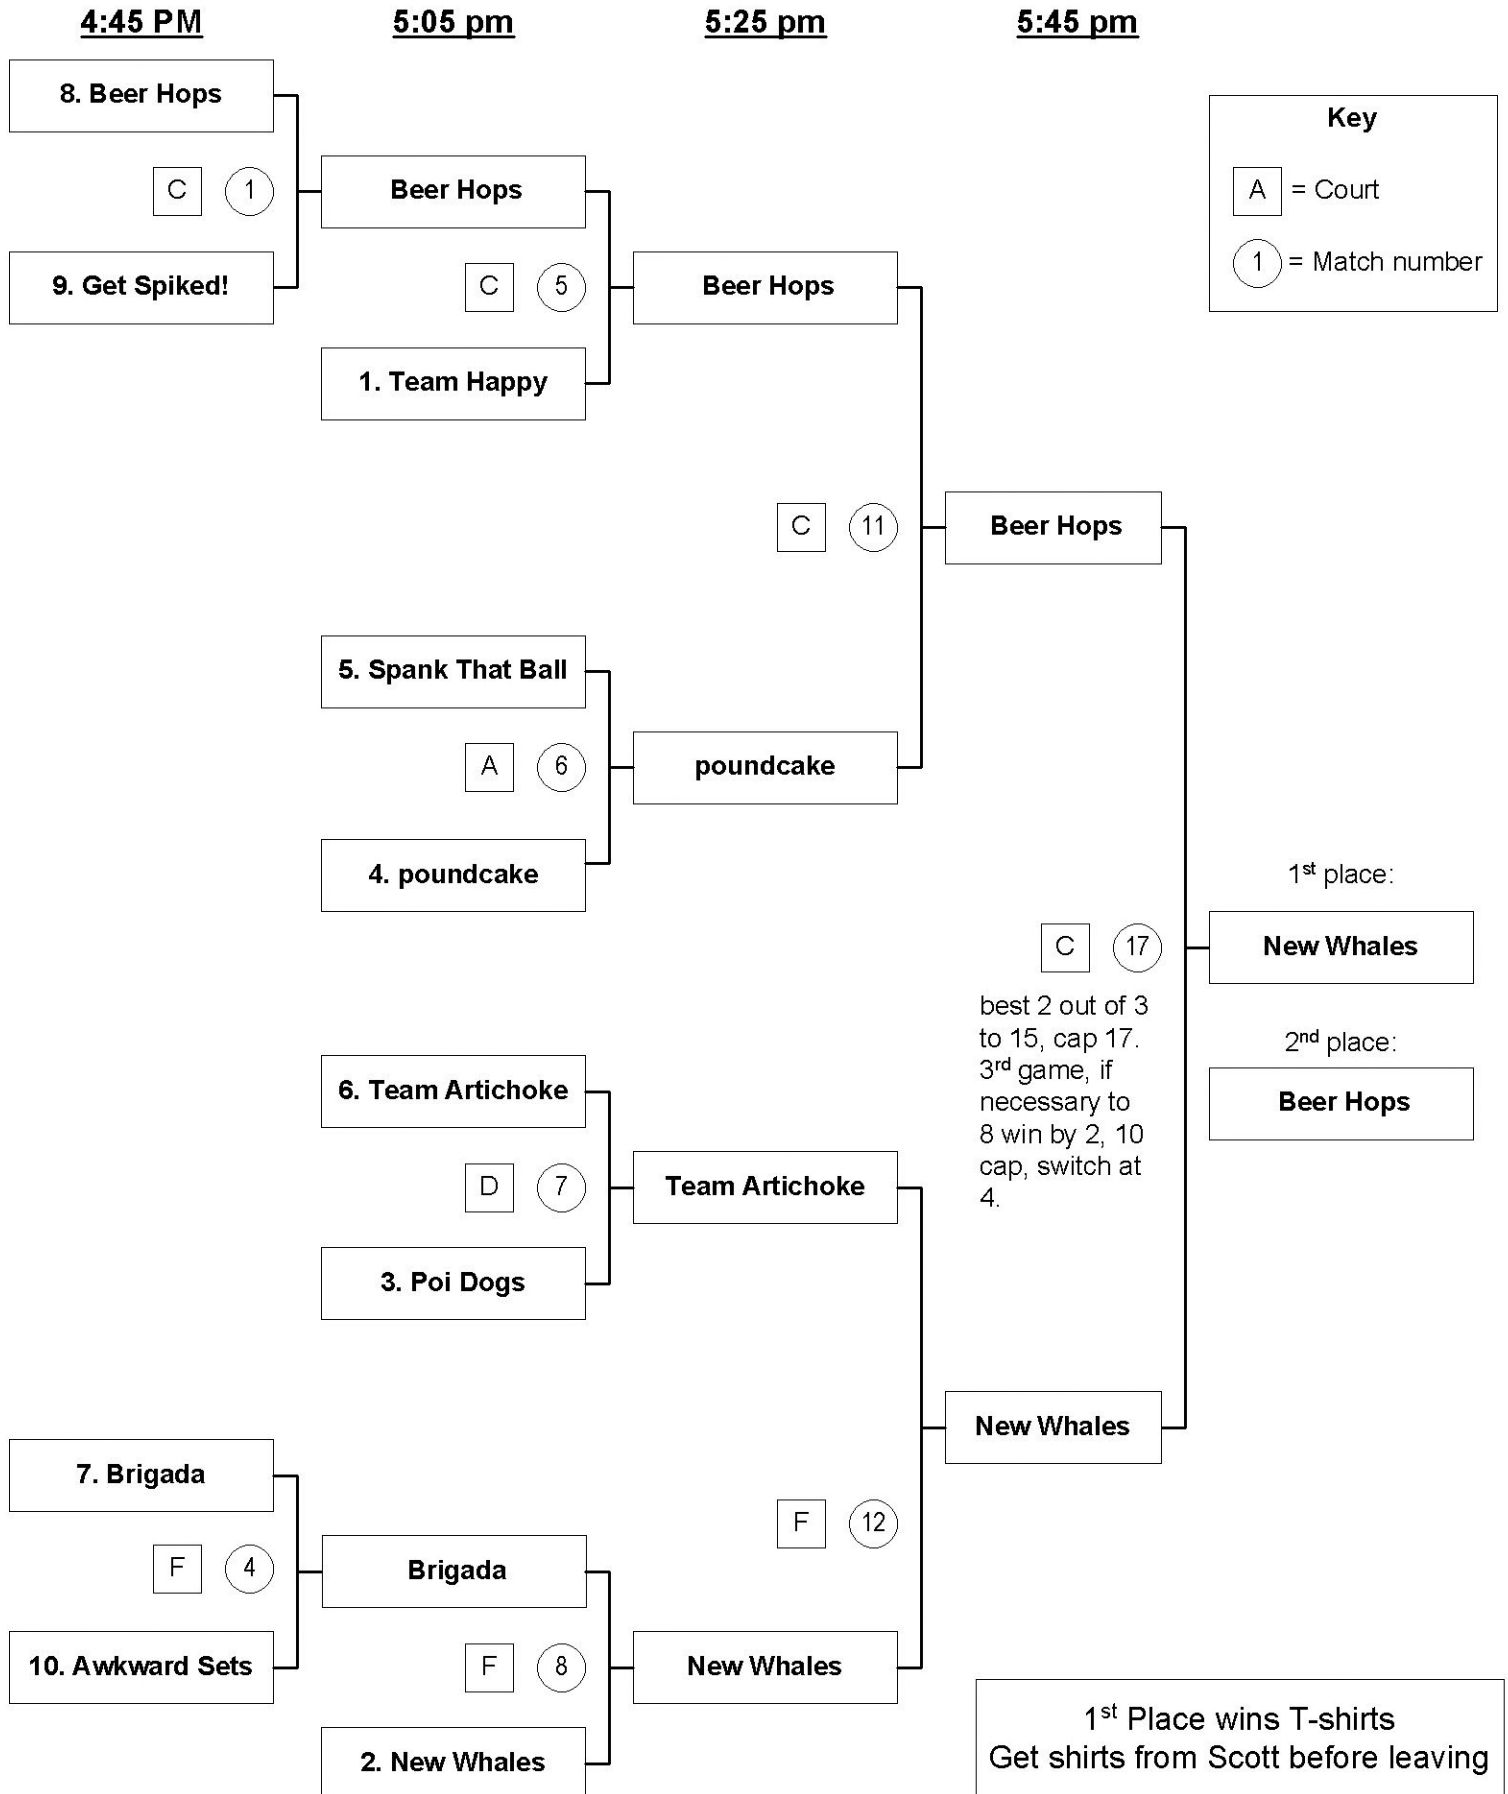 4:45 PM
5:05 pm
5:25 pm
5:45 pm
8. Beer Hops
Key
C
1
Beer Hops
A = Court
9. Get Spiked!
C
5
Beer Hops
1 = Match number
1. Team Happy
C
11
Beer Hops
5. Spank That Ball
A
6
poundcake
4. poundcake
1st place:
C
17
New Whales
best 2 out of 3
to 15, cap 17.
3rd game, if
necessary to
8 win by 2, 10
cap, switch at
4.
2nd place:
Beer Hops
6. Team Artichoke
D
7
Team Artichoke
3. Poi Dogs
New Whales
7. Brigada
F
12
F
4
Brigada
10. Awkward Sets
F
8
New Whales
2. New Whales
1st Place wins T-shirts
Get shirts from Scott before leaving